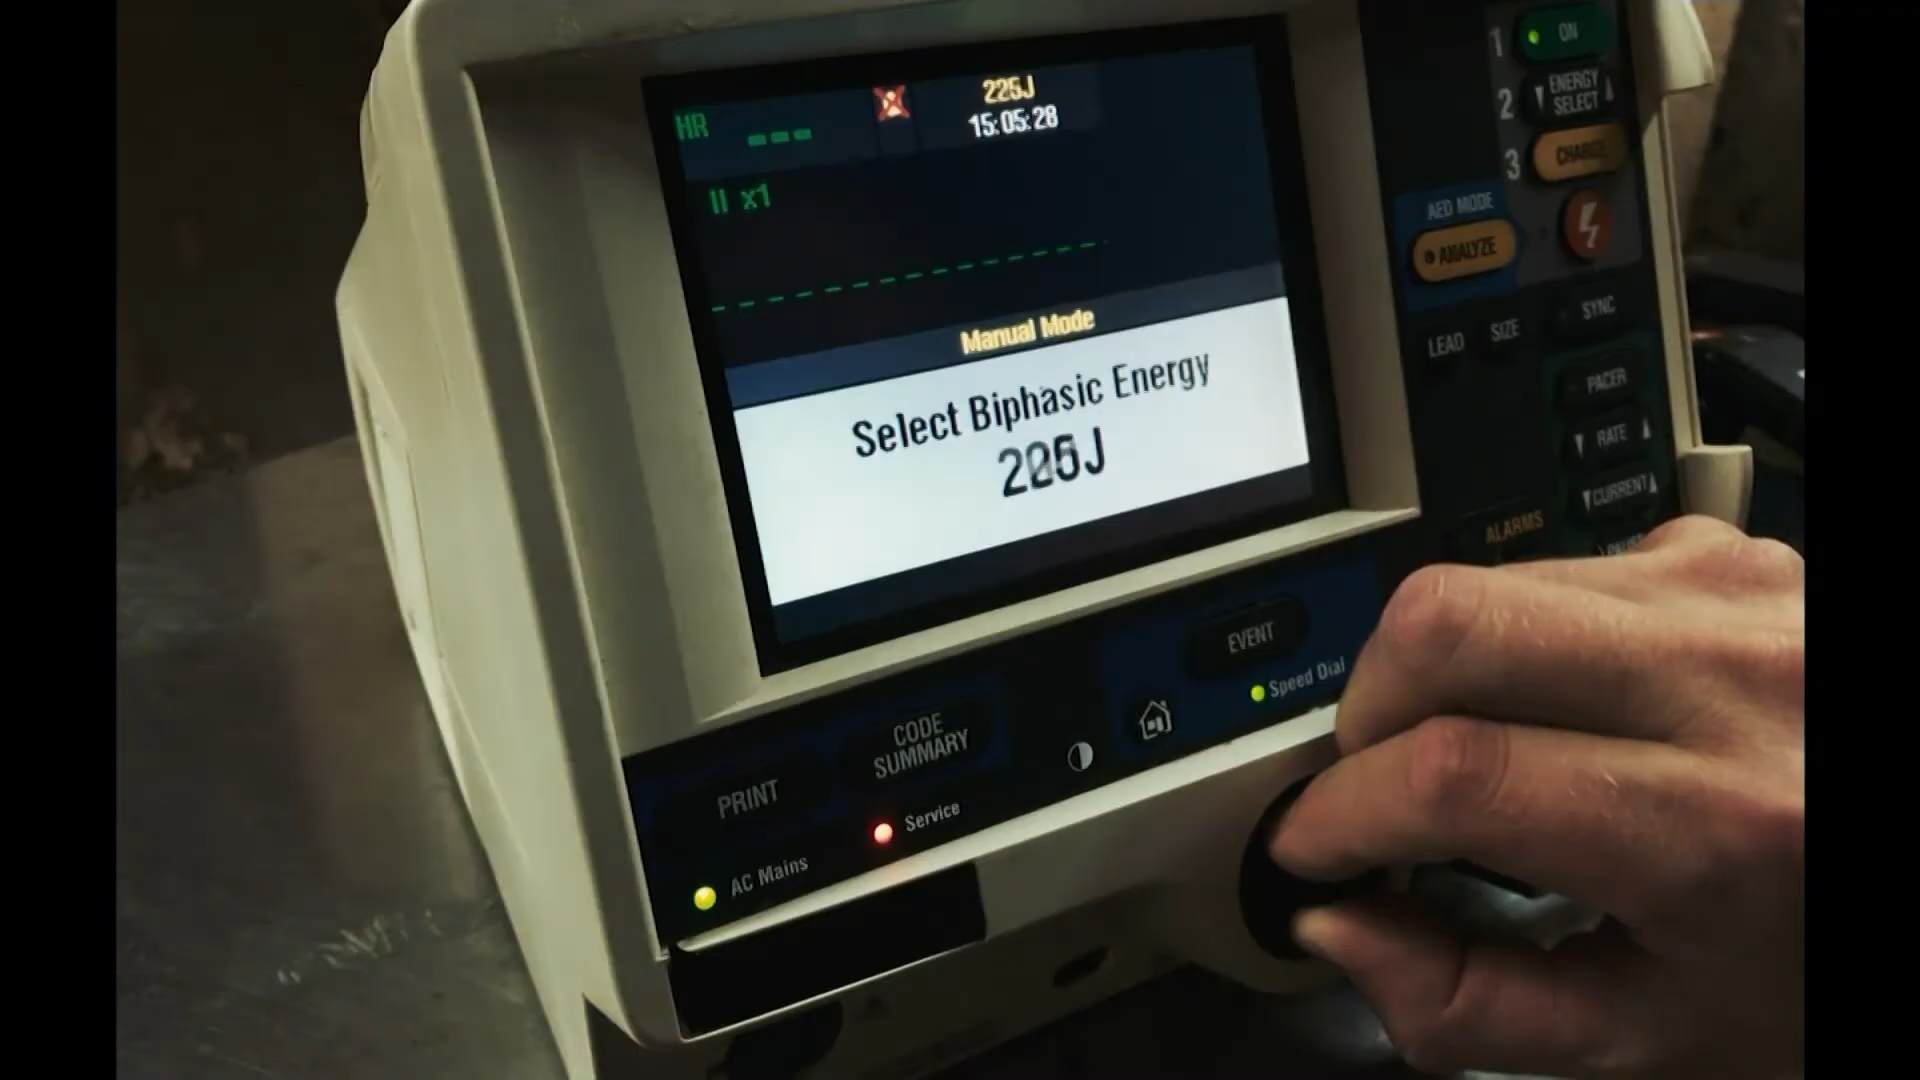 HR ---
225J
15:05:28
II x1
Manual Mode
Select Biphasic Energy
1 ON
2 ENERGY SELECT
3 CHARGE
AED MODE
ANALYZE
SYNC
LEAD SIZE
PACER
RATE
CURRENT
ALARMS
PAUSE
EVENT
Speed Dial
CODE
SUMMARY
PRINT
Service
AC Mains